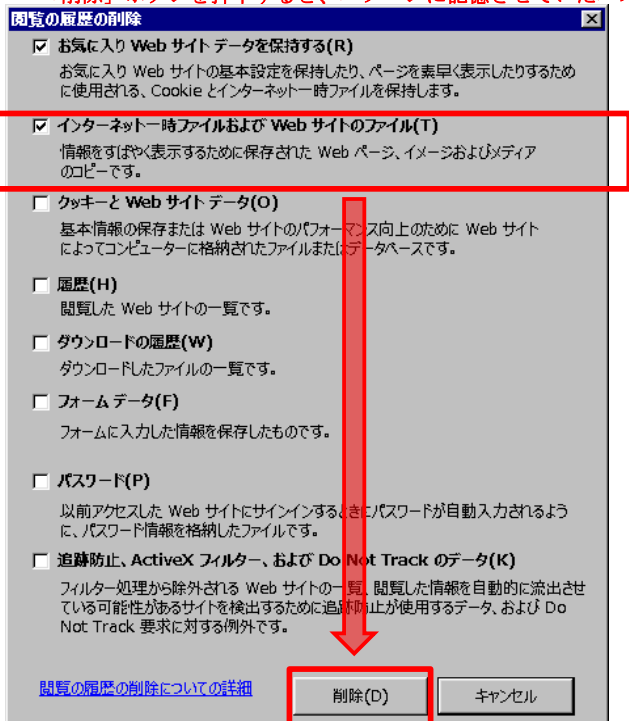 閲覧の履歴の削除
お気に入り Web サイト データを保持する(R)
お気に入り Web サイトの基本設定を保持したり、ページを素早く表示したりするため
に使用される、Cookie とインターネット一時ファイルを保持します。
インターネット一時ファイルおよび Web サイトのファイル(T)
情報をすばやく表示するために保存された Web ページ、イメージおよびメディア
のコピーです。
クッキーと Web サイト データ(O)
基本情報の保存または Web サイトのパフォーマンス向上のために Web サイト
によってコンピューターに格納されたファイルまたはデータベースです。
履歴(H)
閲覧した Web サイトの一覧です。
ダウンロードの履歴(W)
ダウンロードしたファイルの一覧です。
フォーム データ(F)
フォームに入力した情報を保存したものです。
パスワード(P)
以前アクセスした Web サイトにサインインするときにパスワードが自動入力されるよう
に、パスワード情報を格納したファイルです。
追跡防止、ActiveX フィルター、および Do Not Track のデータ(K)
フィルター処理から除外される Web サイトの一覧、閲覧した情報を自動的に流出させ
ている可能性があるサイトを検出するために追跡防止が使用するデータ、および Do
Not Track 要求に対する例外です。
閲覧の履歴の削除についての詳細
削除(D)
キャンセル